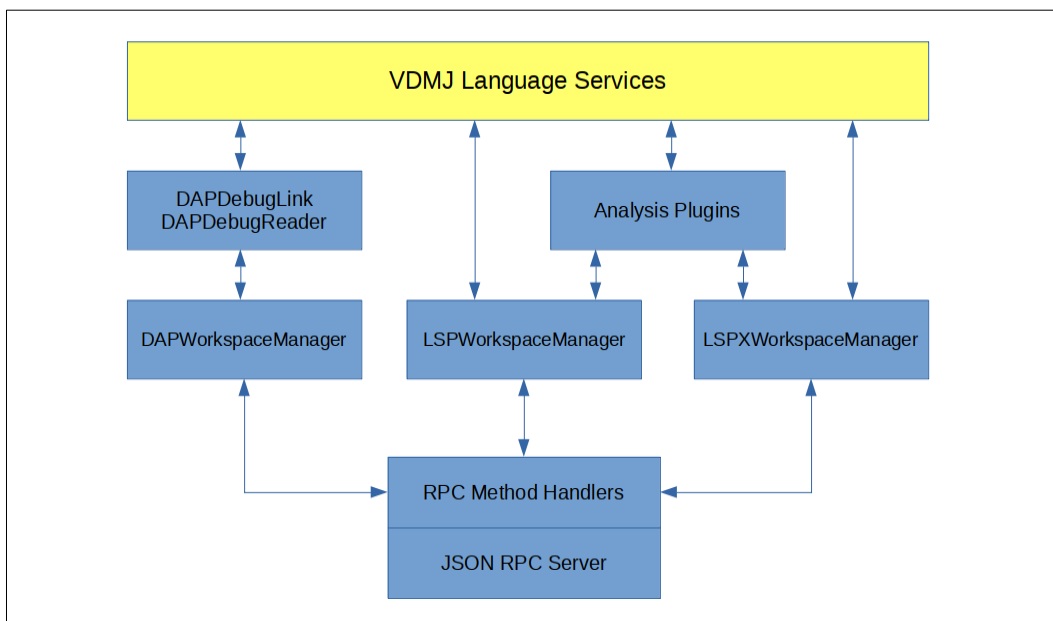 VDMJ Language Services
DAPDebugLink
DAPDebugReader
Analysis Plugins
DAPWorkspaceManager
LSPWorkspaceManager
LSPXWorkspaceManager
RPC Method Handlers
JSON RPC Server